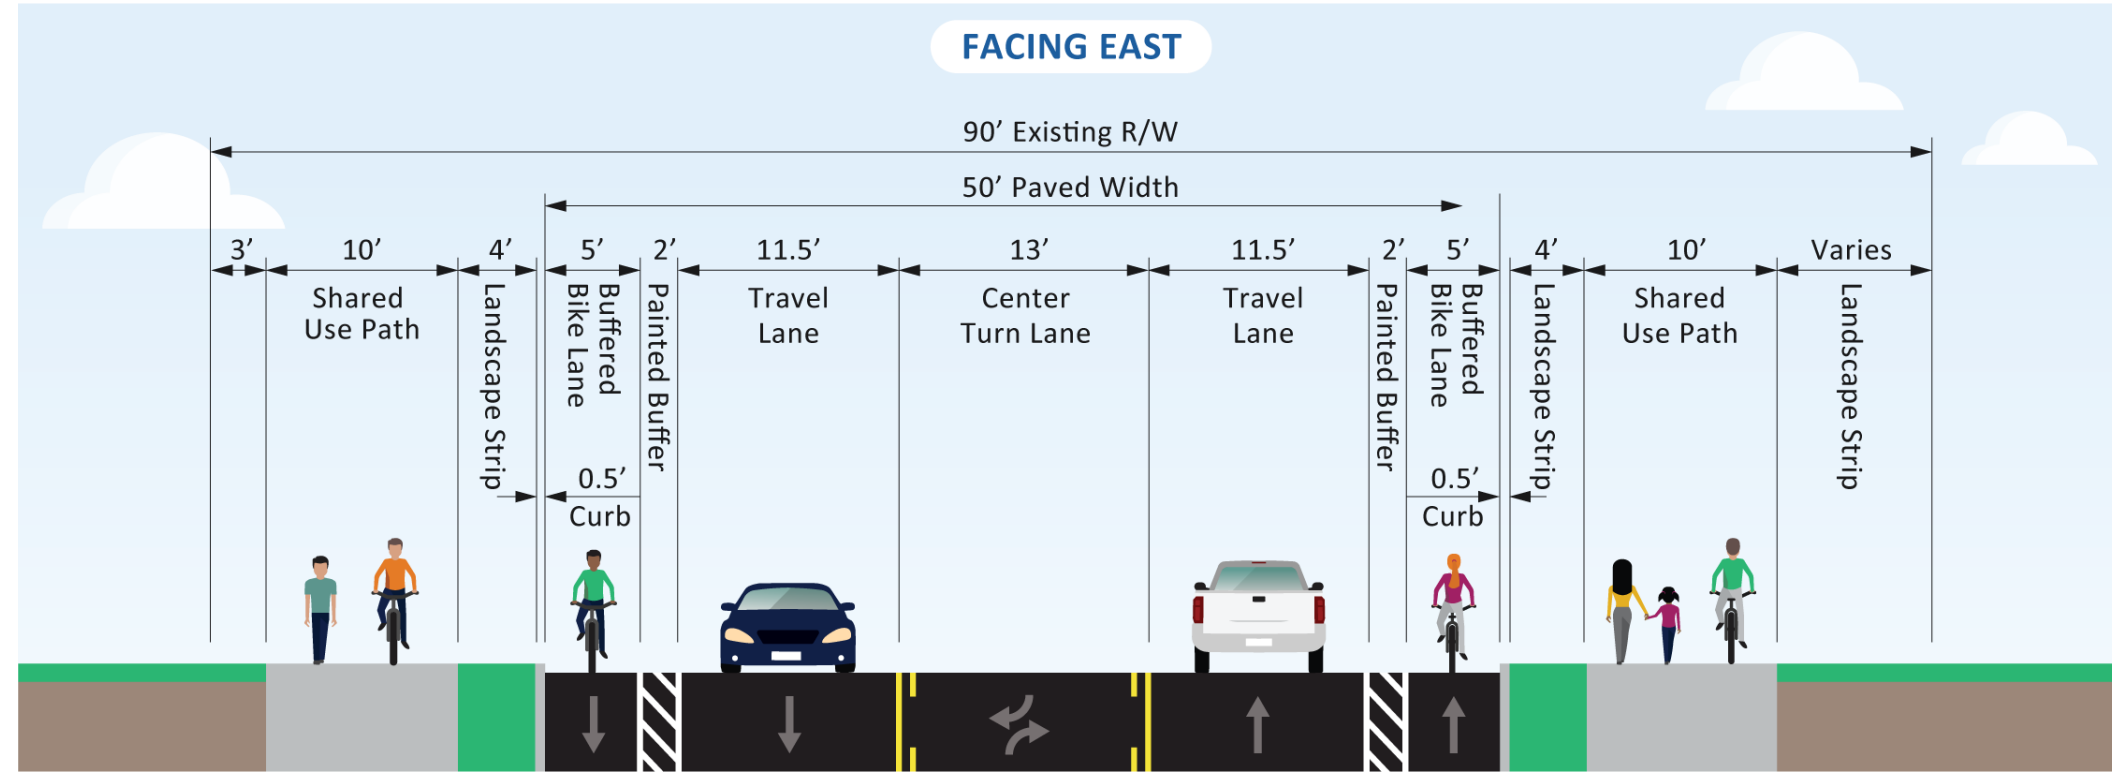 FACING EAST
90’ Existing R/W
50’ Paved Width
3’
10’
4’
5’
2’
11.5’
13’
11.5’
2’
5’
4’
10’
Varies
Shared
Use Path
Landscape Strip
Buffered
Bike Lane
Painted Buffer
Travel
Lane
Center
Turn Lane
Travel
Lane
Painted Buffer
Buffered
Bike Lane
Landscape Strip
Shared
Use Path
Landscape Strip
0.5’
Curb
0.5’
Curb